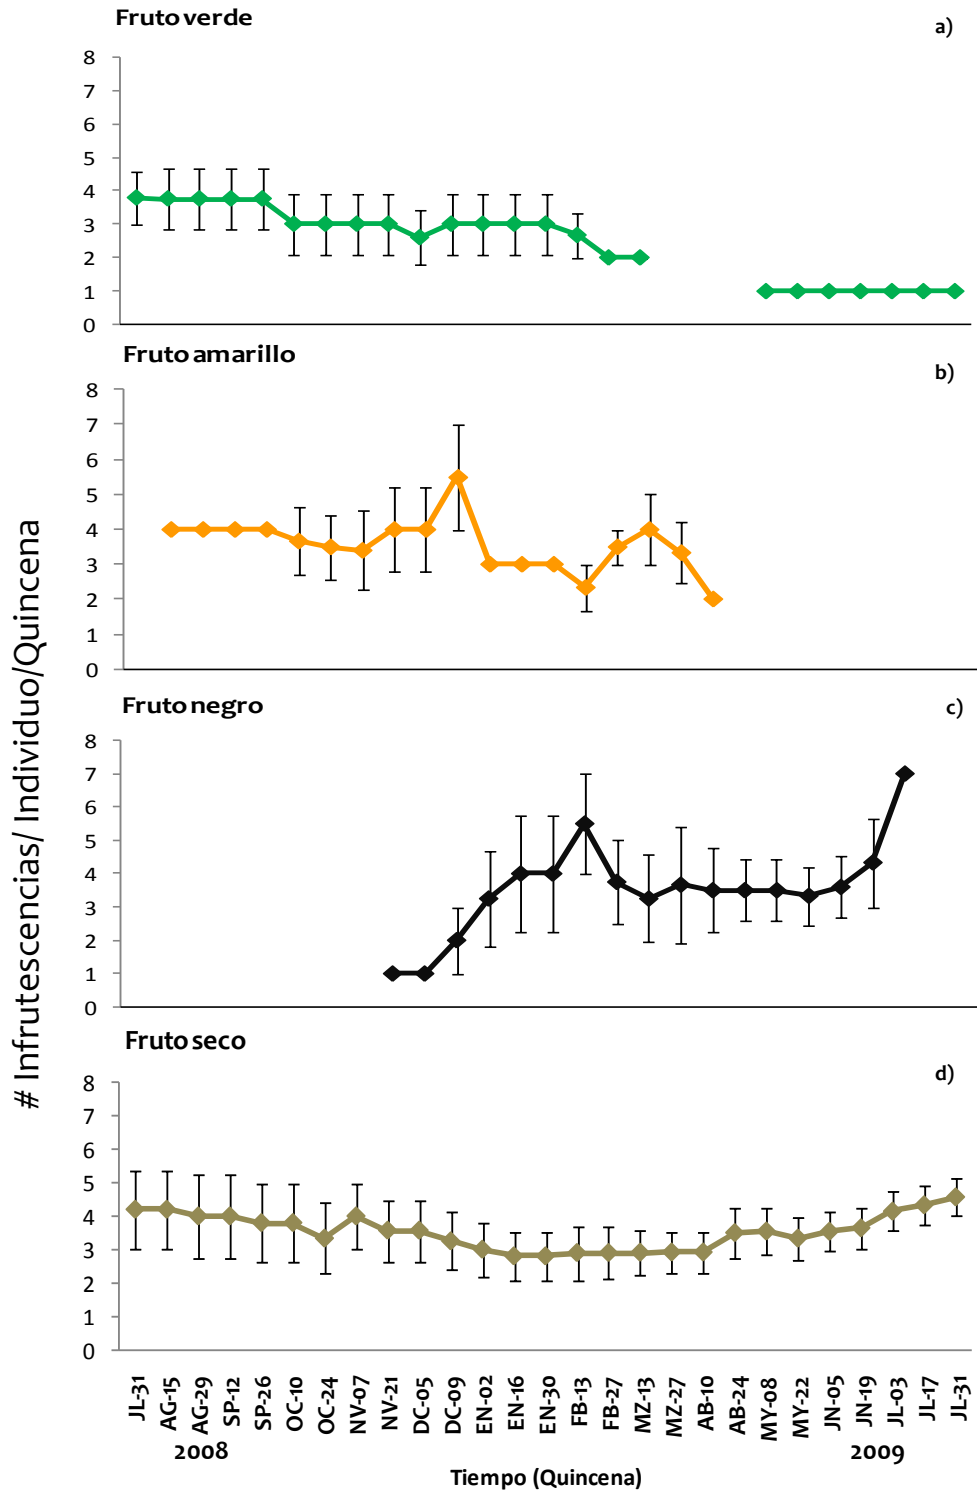 Fruto verde
a)
8
7
6
5
4
3
2
1
0
Fruto amarillo
b)
8
7
6
5
4
3
2
1
0
Fruto negro
c)
8
7
6
5
4
3
2
1
0
Fruto seco
d)
8
7
6
5
4
3
2
1
0
# Infrutescencias/ Individuo/Quincena
JL-31
AG-15
AG-29
SP-12
SP-26
OC-10
OC-24
NV-07
NV-21
DC-05
DC-09
EN-02
EN-16
EN-30
FB-13
FB-27
MZ-13
MZ-27
AB-10
AB-24
MY-08
MY-22
JN-05
JN-19
JL-03
JL-17
JL-31
2008
2009
Tiempo (Quincena)